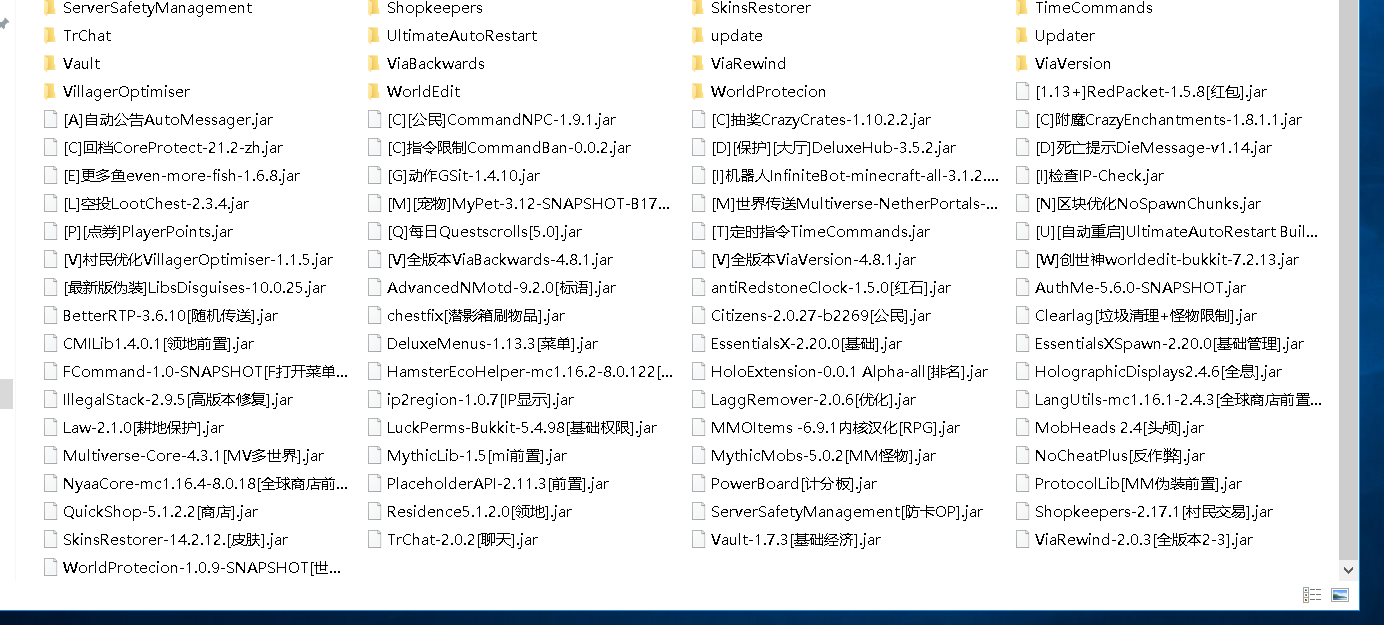 ServerSafetyManagement Shopkeepers SkinsRestorer TimeCommands
TrChat UltimateAutoRestart update Updater
Vault ViaBackwards ViaRewind ViaVersion
VillagerOptimiser WorldEdit WorldProtecion [1.13+]RedPacket-1.5.8[红包].jar
[A]自动公告AutoMessager.jar [C][公民]CommandNPC-1.9.1.jar [C]抽奖CrazyCrates-1.10.2.2.jar [C]附魔CrazyEnchantments-1.8.1.1.jar
[C]回档CoreProtect-21.2-zh.jar [C]指令限制CommandBan-0.0.2.jar [D][保护][大厅]DeluxeHub-3.5.2.jar [D]死亡提示DieMessage-v1.14.jar
[E]更多鱼even-more-fish-1.6.8.jar [G]动作GSit-1.4.10.jar [I]机器人InfiniteBot-minecraft-all-3.1.2.... [I]检查IP-Check.jar
[L]空投LootChest-2.3.4.jar [M][宠物]MyPet-3.12-SNAPSHOT-B17... [M]世界传送Multiverse-NetherPortals-... [N]区块优化NoSpawnChunks.jar
[P][点券]PlayerPoints.jar [Q]每日Questscrolls[5.0].jar [T]定时指令TimeCommands.jar [U][自动重启]UltimateAutoRestart Buil...
[V]村民优化VillagerOptimiser-1.1.5.jar [V]全版本ViaBackwards-4.8.1.jar [V]全版本ViaVersion-4.8.1.jar [W]创世神worldedit-bukkit-7.2.13.jar
[最新版伪装]LibsDisguises-10.0.25.jar AdvancedNMotd-9.2.0[标语].jar antiRedstoneClock-1.5.0[红石].jar AuthMe-5.6.0-SNAPSHOT.jar
BetterRTP-3.6.10[随机传送].jar chestfix[潜影箱刷物品].jar Citizens-2.0.27-b2269[公民].jar Clearlag[垃圾清理+怪物限制].jar
CMILib1.4.0.1[领地前置].jar DeluxeMenus-1.13.3[菜单].jar EssentialsX-2.20.0[基础].jar EssentialsXSpawn-2.20.0[基础管理].jar
FCommand-1.0-SNAPSHOT[F打开菜单... HamsterEcoHelper-mc1.16.2-8.0.122[... HoloExtension-0.0.1 Alpha-all[排名].jar HolographicDisplays2.4.6[全息].jar
IllegalStack-2.9.5[高版本修复].jar ip2region-1.0.7[IP显示].jar LaggRemover-2.0.6[优化].jar LangUtils-mc1.16.1-2.4.3[全球商店前置...
Law-2.1.0[耕地保护].jar LuckPerms-Bukkit-5.4.98[基础权限].jar MMOItems -6.9.1内核汉化[RPG].jar MobHeads 2.4[头颅].jar
Multiverse-Core-4.3.1[MV多世界].jar MythicLib-1.5[mi前置].jar MythicMobs-5.0.2[MM怪物].jar NoCheatPlus[反作弊].jar
NyaaCore-mc1.16.4-8.0.18[全球商店前... PlaceholderAPI-2.11.3[前置].jar PowerBoard[计分板].jar ProtocolLib[MM伪装前置].jar
QuickShop-5.1.2.2[商店].jar Residence5.1.2.0[领地].jar ServerSafetyManagement[防卡OP].jar Shopkeepers-2.17.1[村民交易].jar
SkinsRestorer-14.2.12.[皮肤].jar TrChat-2.0.2[聊天].jar Vault-1.7.3[基础经济].jar ViaRewind-2.0.3[全版本2-3].jar
WorldProtecion-1.0.9-SNAPSHOT[世...